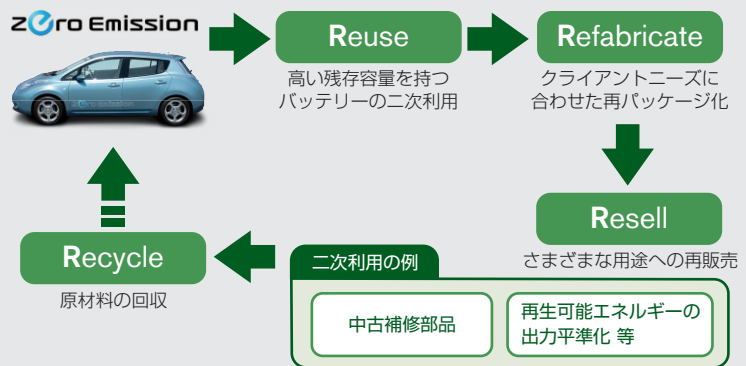 zero Emission
Reuse
高い残存容量を持つ
バッテリーの二次利用
Refabricate
クライアントニーズに
合わせた再パッケージ化
Resell
さまざまな用途への再販売
二次利用の例
中古補修部品
再生可能エネルギーの
出力平準化 等
Recycle
原材料の回収
zero Emission